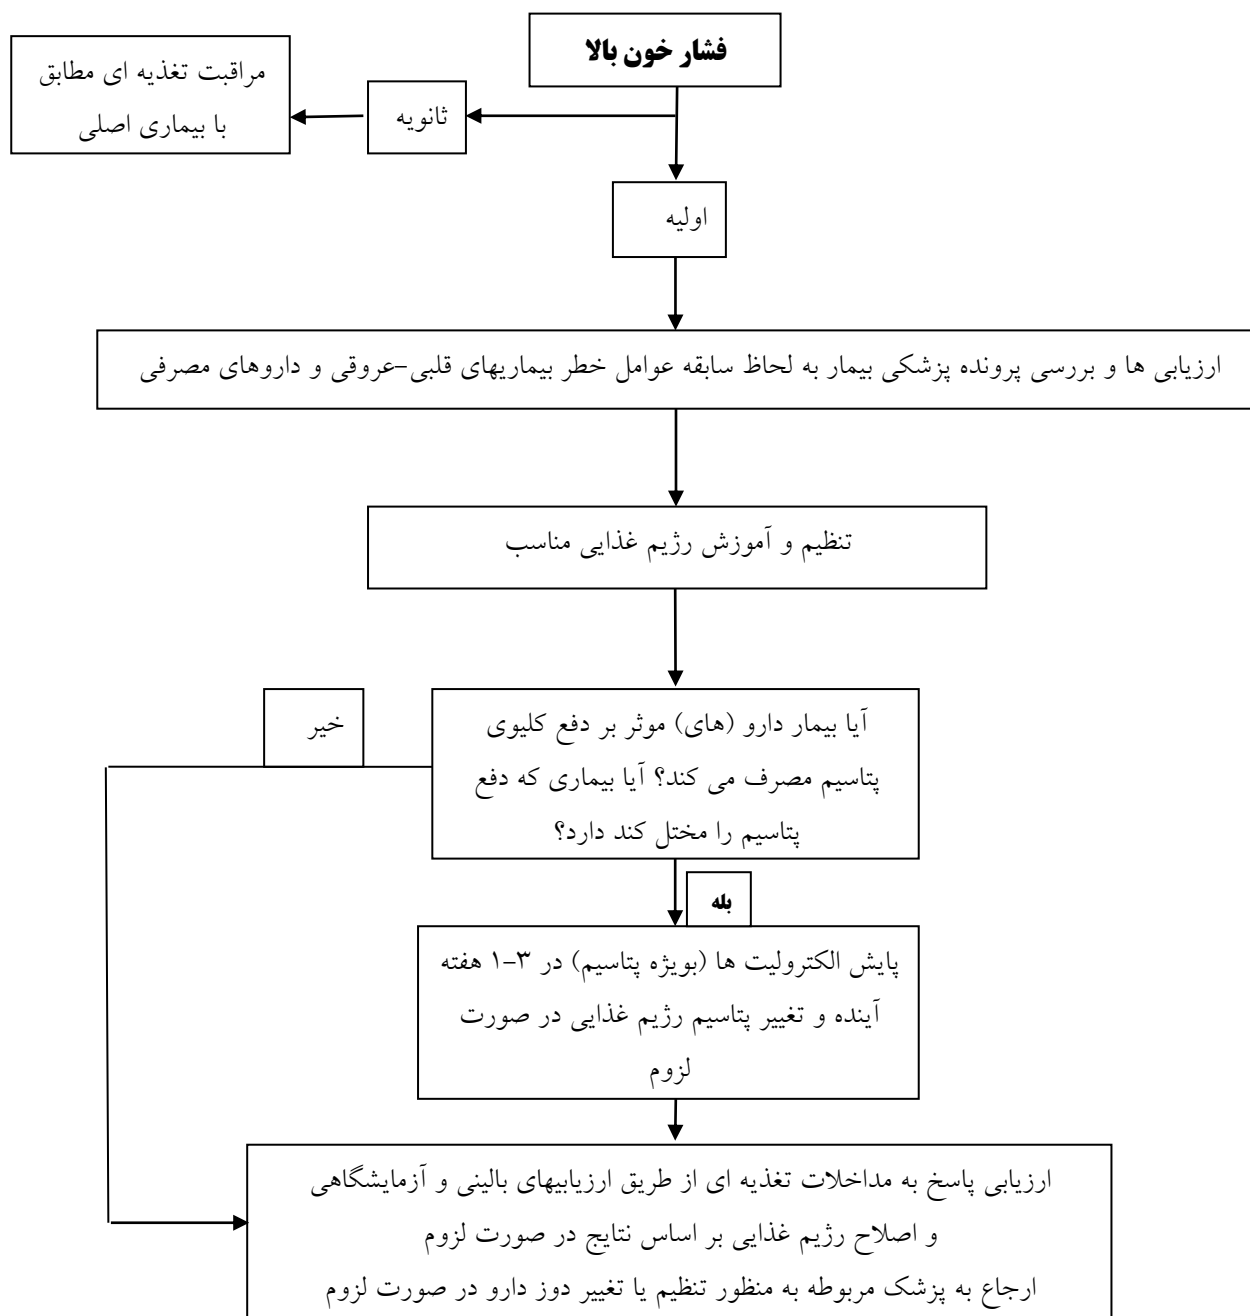 فشار خون بالا
ثانویه
مراقبت تغذیه ای مطابق
با بیماری اصلی
اولیه
ارزیابی ها و بررسی پرونده پزشکی بیمار به لحاظ سابقه عوامل خطر بیماریهای قلبی-عروقی و داروهای مصرفی
تنظیم و آموزش رژیم غذایی مناسب
آیا بیمار دارو (های) موثر بر دفع کلیوی
پتاسیم مصرف می کند؟ آیا بیماری که دفع
پتاسیم را مختل کند دارد؟
خیر
بله
پایش الکترولیت ها (بویژه پتاسیم) در ۳-۱ هفته
آینده و تغییر پتاسیم رژیم غذایی در صورت
لزوم
ارزیابی پاسخ به مداخلات تغذیه ای از طریق ارزیابیهای بالینی و آزمایشگاهی
و اصلاح رژیم غذایی بر اساس نتایج در صورت لزوم
ارجاع به پزشک مربوطه به منظور تنظیم یا تغییر دوز دارو در صورت لزوم